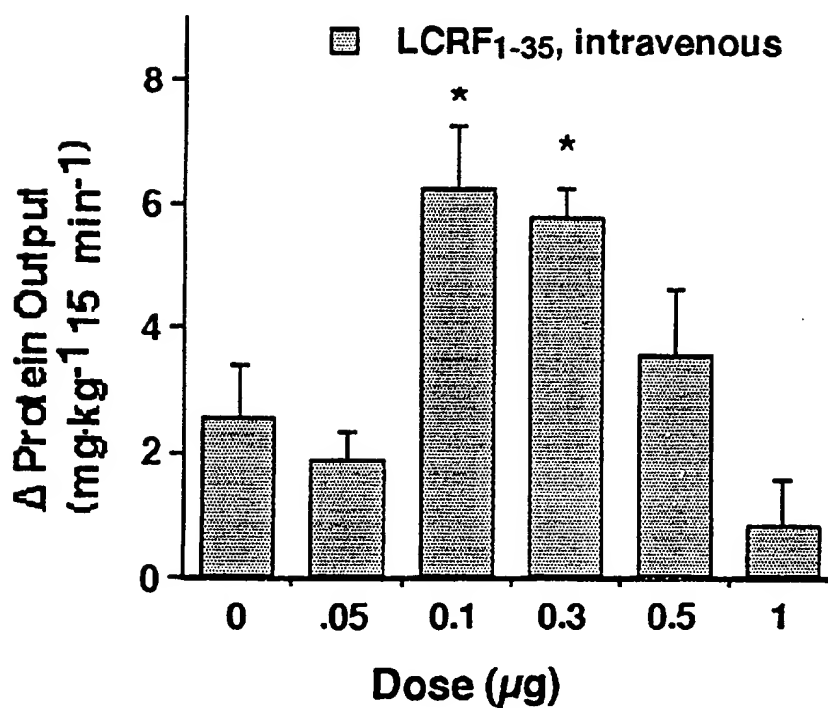 LCRF1-35, intravenous
Δ Protein Output
(mg·kg-1 15 min-1)
8
6
4
2
0
*
*
0 .05 0.1 0.3 0.5 1
Dose (µg)